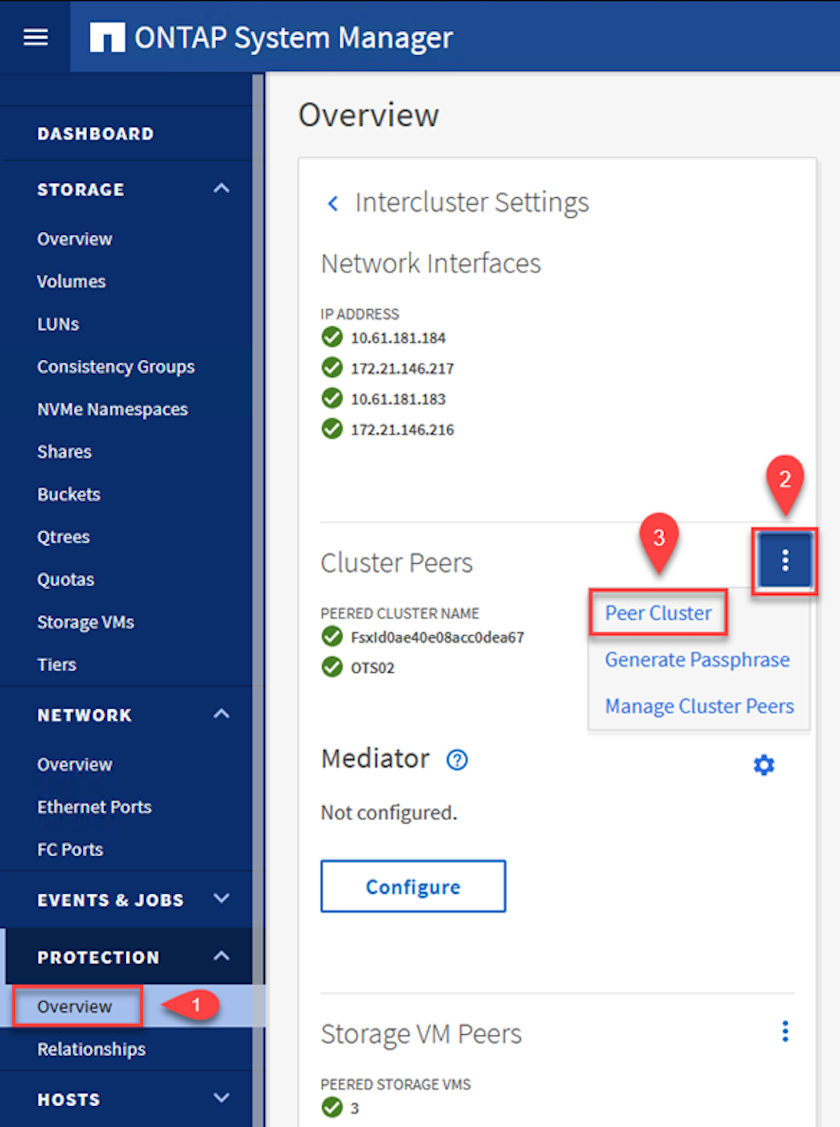 ONTAP System Manager
DASHBOARD
STORAGE
Overview
Volumes
LUNs
Consistency Groups
NVMe Namespaces
Shares
Buckets
Qtrees
Quotas
Storage VMs
Tiers
NETWORK
Overview
Ethernet Ports
FC Ports
EVENTS & JOBS
PROTECTION
Overview
1
Relationships
HOSTS
Overview
Intercluster Settings
Network Interfaces
IP ADDRESS
10.61.181.184
172.21.146.217
10.61.181.183
172.21.146.216
2
3
Cluster Peers
Peer Cluster
Generate Passphrase
Manage Cluster Peers
PEERED CLUSTER NAME
FsxId0ae40e08acc0dea67
OTS02
Mediator ?
Not configured.
Configure
Storage VM Peers
PEERED STORAGE VMS
3